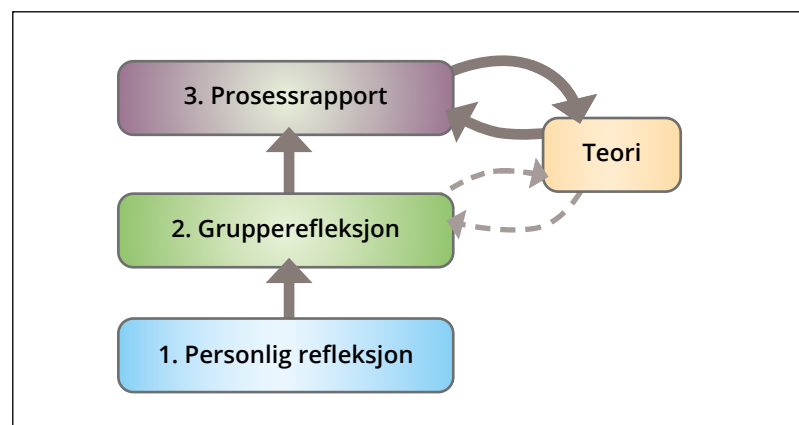 3. Prosessrapport
Teori
2. Grupperefleksjon
1. Personlig refleksjon